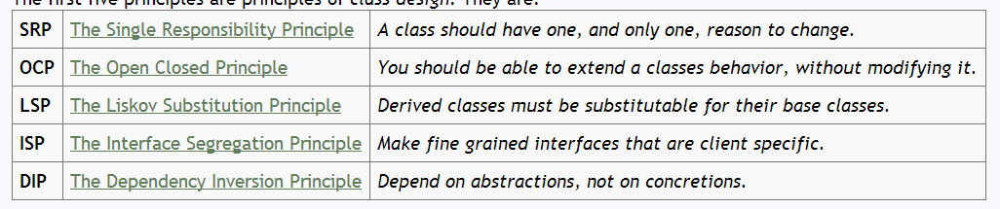 The first five principles are principles of class design. They are:
SRP The Single Responsibility Principle A class should have one, and only one, reason to change.
OCP The Open Closed Principle You should be able to extend a classes behavior, without modifying it.
LSP The Liskov Substitution Principle Derived classes must be substitutable for their base classes.
ISP The Interface Segregation Principle Make fine grained interfaces that are client specific.
DIP The Dependency Inversion Principle Depend on abstractions, not on concretions.